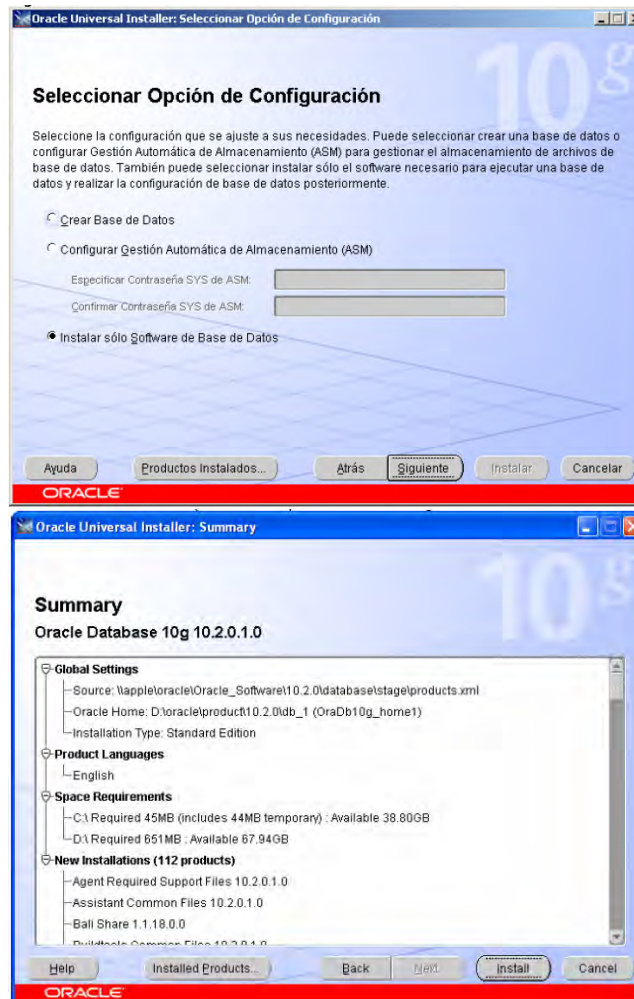 Oracle Universal Installer: Seleccionar Opción de Configuración
10g
Seleccionar Opción de Configuración
Seleccione la configuración que se ajuste a sus necesidades. Puede seleccionar crear una base de datos o
configurar Gestión Automática de Almacenamiento (ASM) para gestionar el almacenamiento de archivos de
base de datos. También puede seleccionar instalar sólo el software necesario para ejecutar una base de
datos y realizar la configuración de base de datos posteriormente.
Crear Base de Datos
Configurar Gestión Automática de Almacenamiento (ASM)
Especificar Contraseña SYS de ASM:
Confirmar Contraseña SYS de ASM:
Instalar sólo Software de Base de Datos
Ayuda Productos Instalados... Atrás Siguiente Instalar Cancelar
ORACLE
Oracle Universal Installer: Summary
10g
Summary
Oracle Database 10g 10.2.0.1.0
Global Settings
Source: \\apple\oracle\Oracle_Software\10.2.0\database\stage\products.xml
Oracle Home: D:\oracle\product\10.2.0\db_1 (OraDb10g_home1)
Installation Type: Standard Edition
Product Languages
English
Space Requirements
C:\ Required 45MB (includes 44MB temporary) : Available 38.80GB
D:\ Required 651MB : Available 67.94GB
New Installations (112 products)
Agent Required Support Files 10.2.0.1.0
Assistant Common Files 10.2.0.1.0
Bali Share 1.1.18.0.0
Buildtools Common Files 10.2.0.1.0
Help Installed Products... Back Next Install Cancel
ORACLE